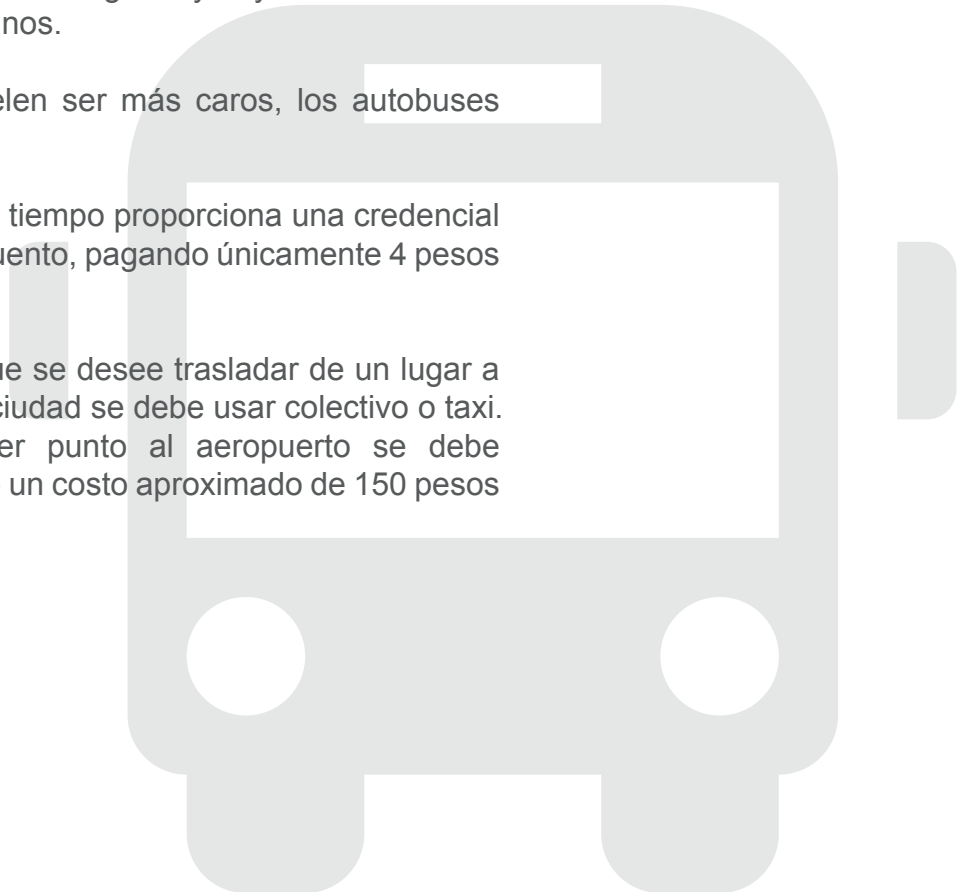 nos.
elen ser más caros, los autobuses
tiempo proporciona una credencial
uento, pagando únicamente 4 pesos
ue se desee trasladar de un lugar a
ciudad se debe usar colectivo o taxi.
er punto al aeropuerto se debe
un costo aproximado de 150 pesos